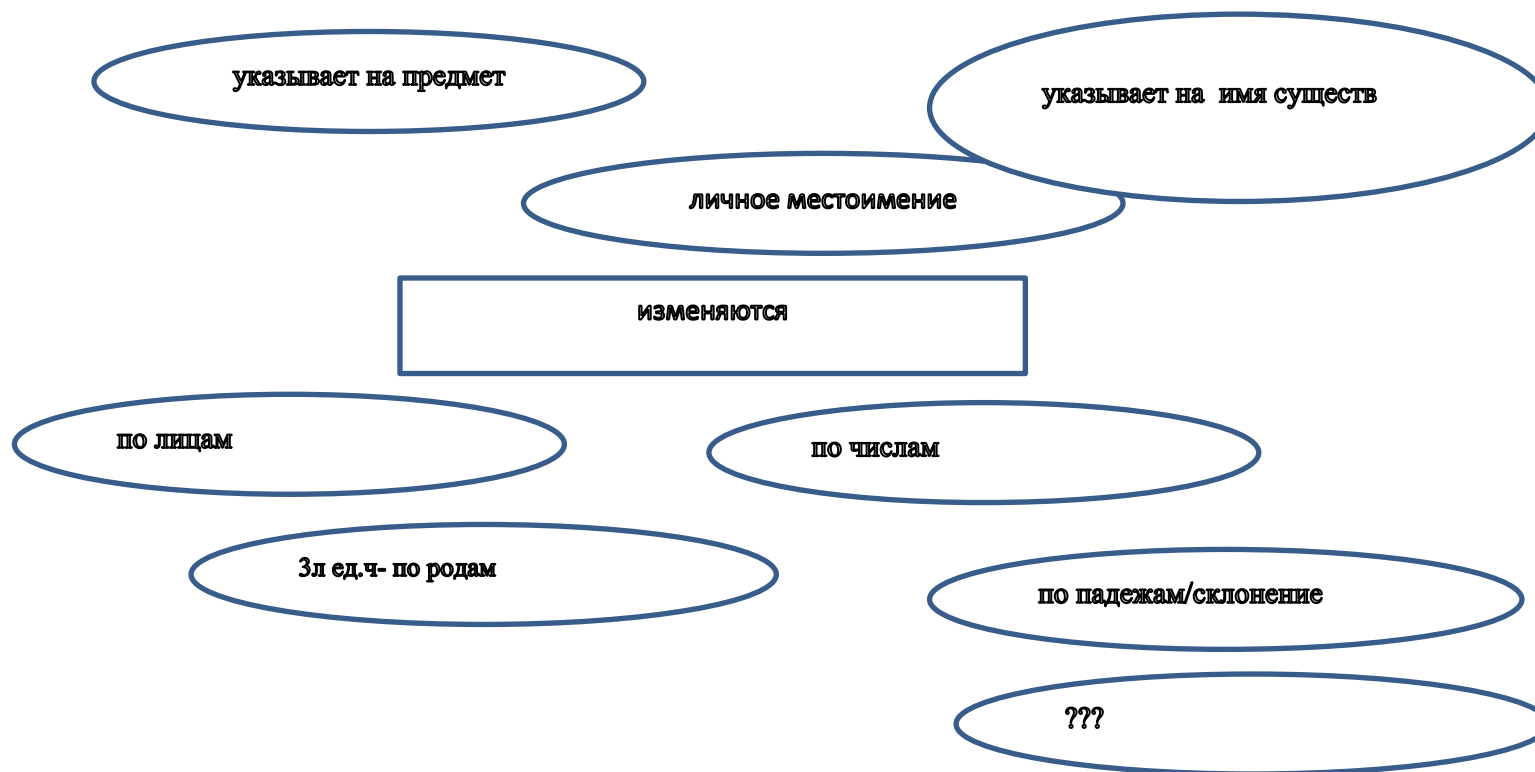 указывает на предмет
указывает на имя существ
личное местоимение
изменяются
по лицам
по числам
3л ед.ч- по родам
по падежам/склонение
???